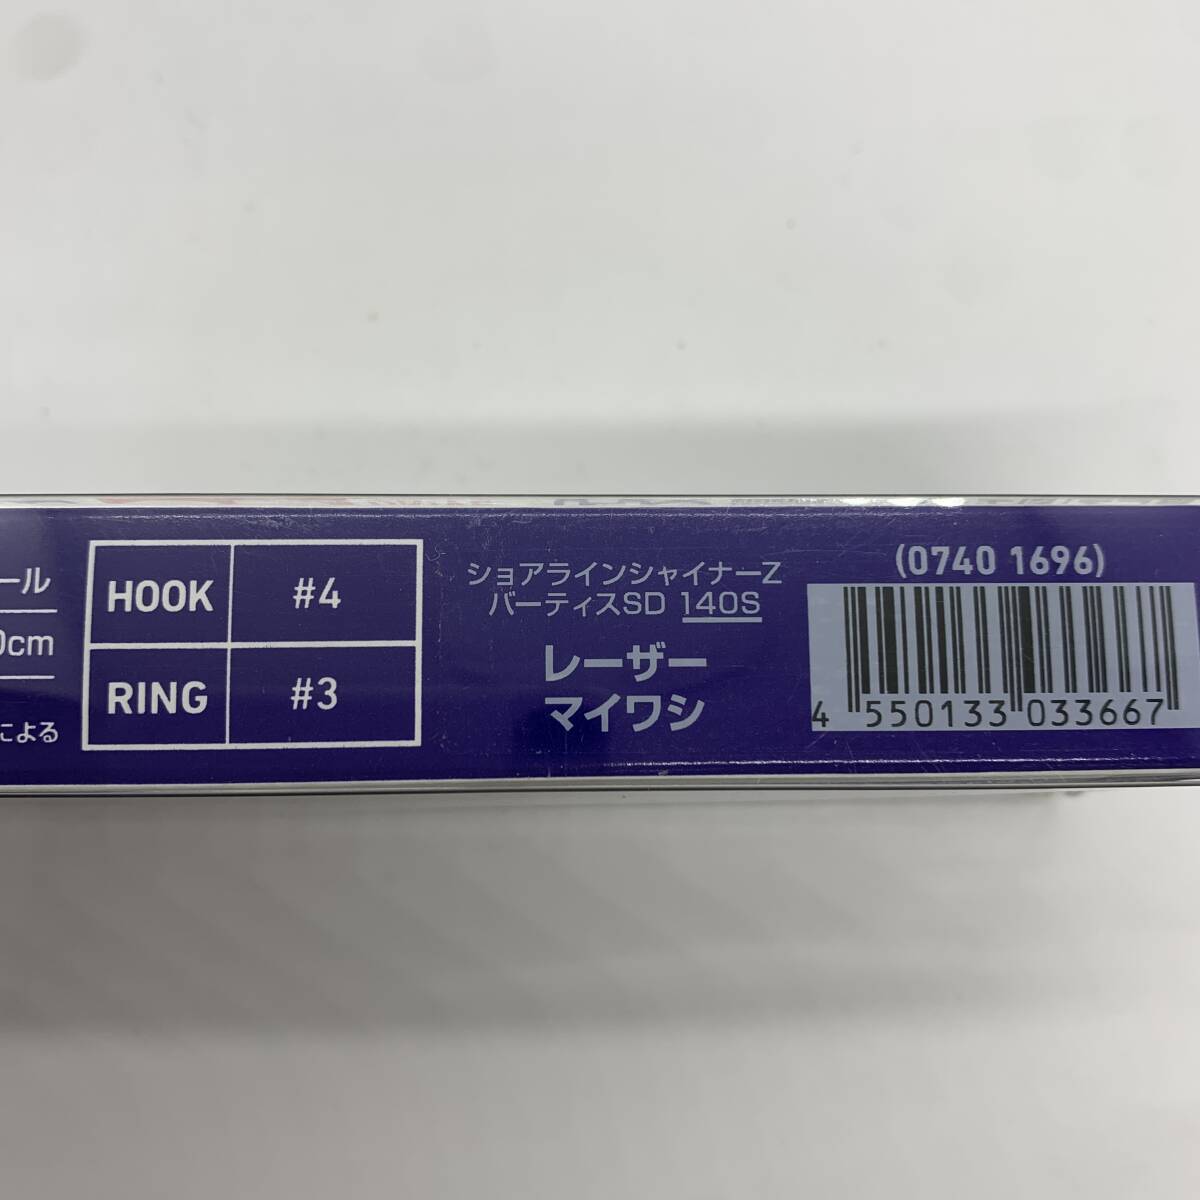 ール
0cm
による
HOOK #4
RING #3
ショアラインシャイナーZ
バーティスSD 140S
レーザー
マイワシ
(0740 1696)
4 550133 033667